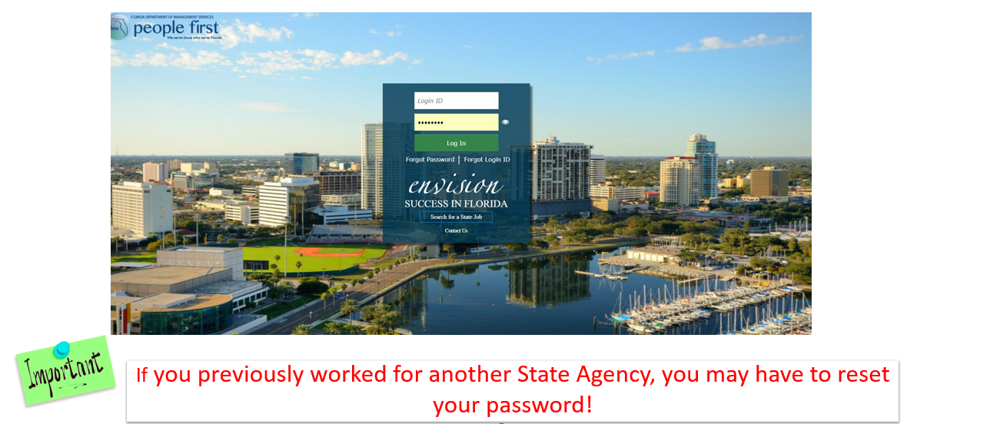 FLORIDA DEPARTMENT OF MANAGEMENT SERVICES
people first
We serve those who serve Florida
Login ID
Log In
Forgot Password | Forgot Login ID
envision
SUCCESS IN FLORIDA
Search for a State Job
Contact Us
Important
If you previously worked for another State Agency, you may have to reset
your password!